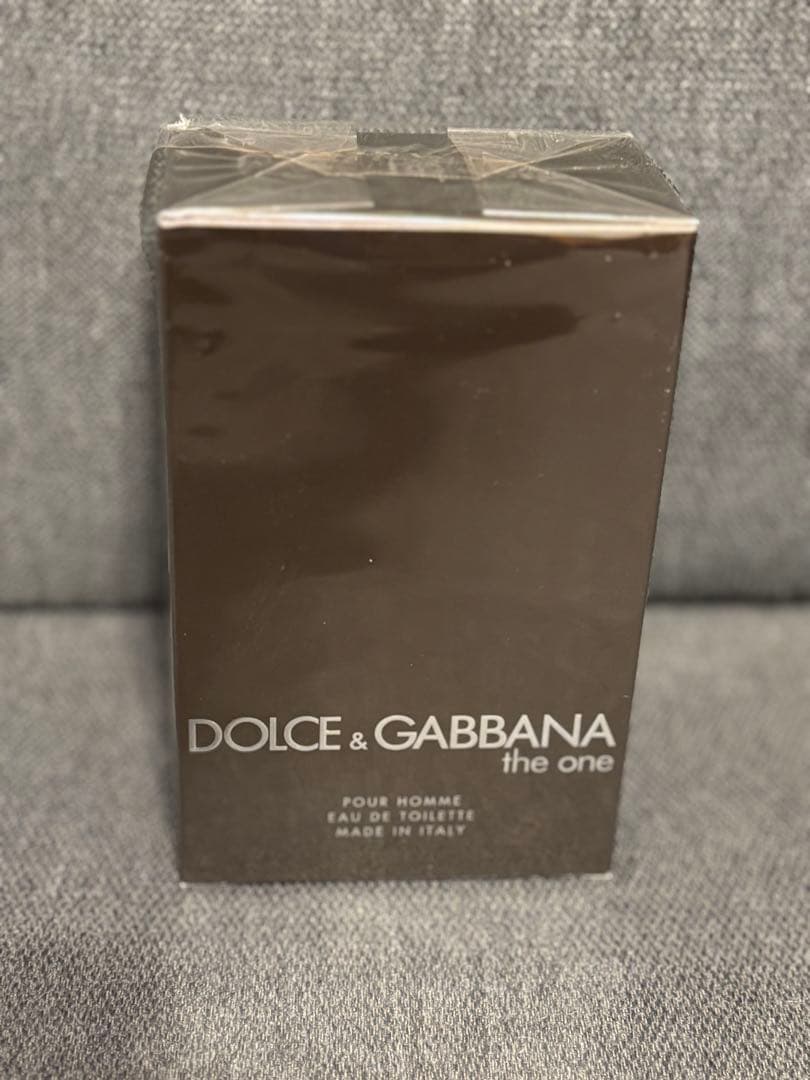 DOLCE & GABBANA
the one
POUR HOMME
EAU DE TOILETTE
MADE IN ITALY